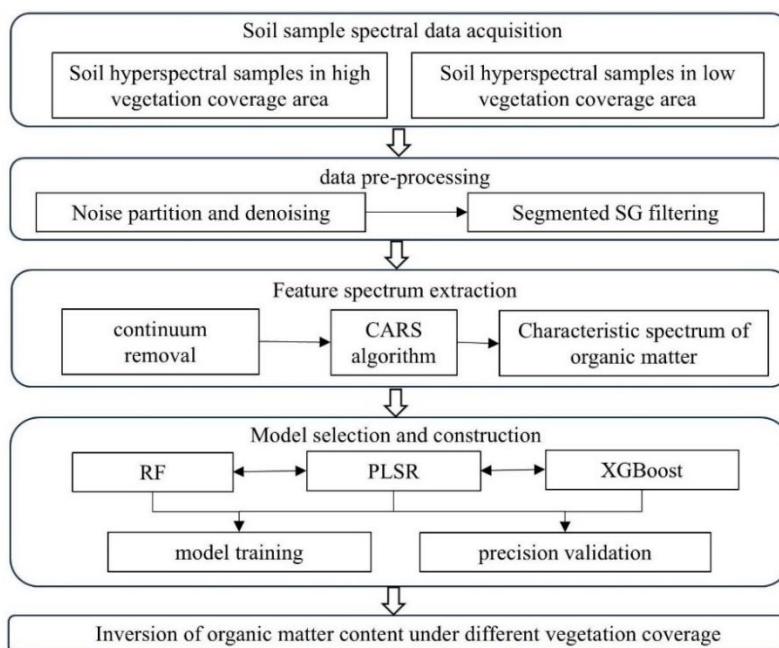 Soil sample spectral data acquisition
Soil hyperspectral samples in high
vegetation coverage area
Soil hyperspectral samples in low
vegetation coverage area
data pre-processing
Noise partition and denoising
Segmented SG filtering
Feature spectrum extraction
continuum
removal
CARS
algorithm
Characteristic spectrum of
organic matter
Model selection and construction
RF
PLSR
XGBoost
model training
precision validation
Inversion of organic matter content under different vegetation coverage